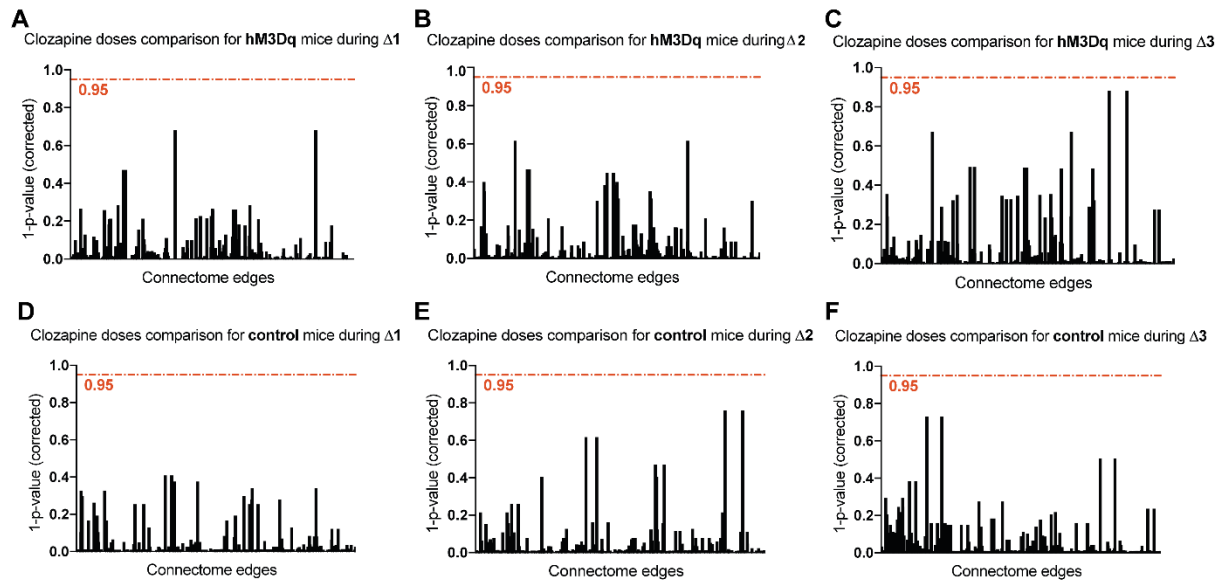 A
Clozapine doses comparison for hM3Dq mice during Δ1
1.0
0.95
0.8
0.6
0.4
0.2
0.0
1-p-value (corrected)
Connectome edges
B
Clozapine doses comparison for hM3Dq mice during Δ2
1.0
0.95
0.8
0.6
0.4
0.2
0.0
1-p-value (corrected)
Connectome edges
C
Clozapine doses comparison for hM3Dq mice during Δ3
1.0
0.95
0.8
0.6
0.4
0.2
0.0
1-p-value (corrected)
Connectome edges
D
Clozapine doses comparison for control mice during Δ1
1.0
0.95
0.8
0.6
0.4
0.2
0.0
1-p-value (corrected)
Connectome edges
E
Clozapine doses comparison for control mice during Δ2
1.0
0.95
0.8
0.6
0.4
0.2
0.0
1-p-value (corrected)
Connectome edges
F
Clozapine doses comparison for control mice during Δ3
1.0
0.95
0.8
0.6
0.4
0.2
0.0
1-p-value (corrected)
Connectome edges